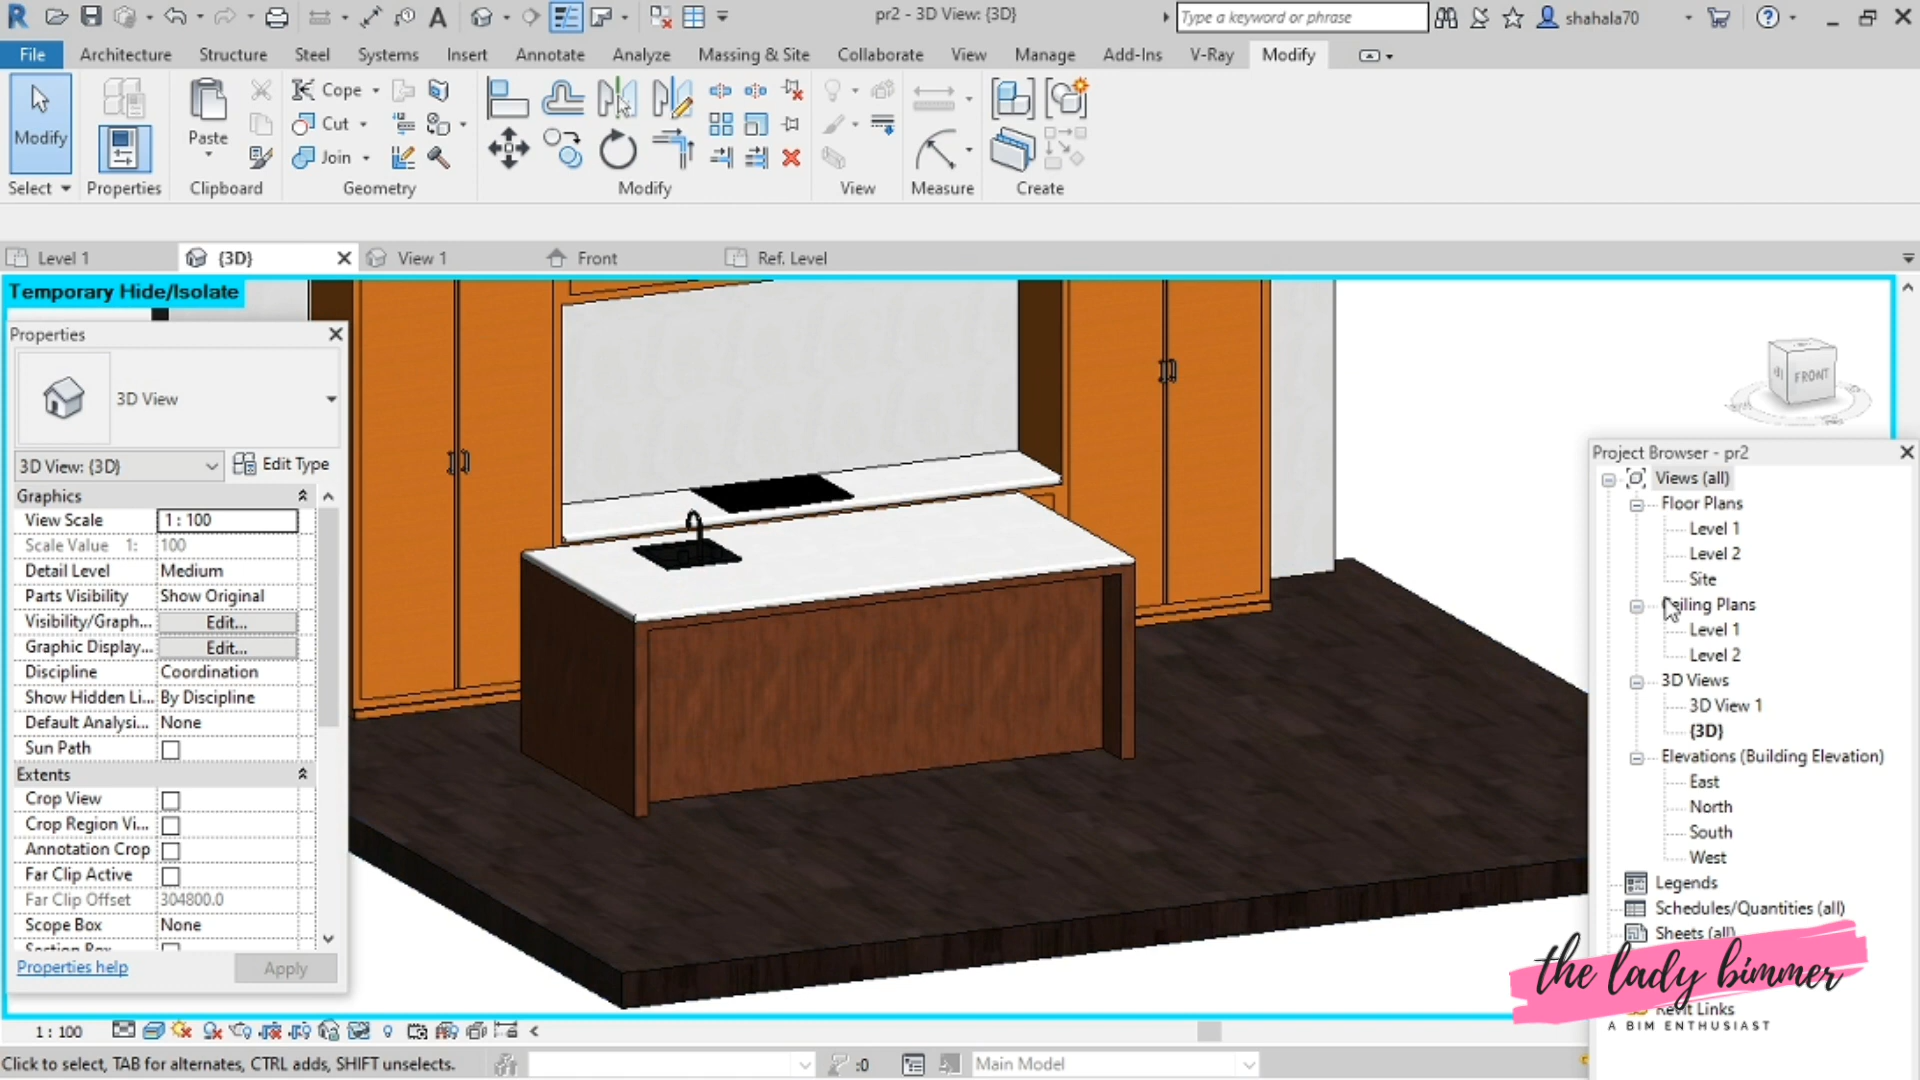 pr2 - 3D View: {3D}
Type a keyword or phrase
shahala70
File
Architecture
Structure
Steel
Systems
Insert
Annotate
Analyze
Massing & Site
Collaborate
View
Manage
Add-Ins
V-Ray
Modify
Modify
Paste
Cope
Cut
Join
Select
Properties
Clipboard
Geometry
Modify
View
Measure
Create
Level 1
{3D}
View 1
Front
Ref. Level
Temporary Hide/Isolate
Properties
3D View
3D View: {3D}
Edit Type
Graphics
View Scale
1 : 100
Scale Value 1:
100
Detail Level
Medium
Parts Visibility
Show Original
Visibility/Graph...
Edit...
Graphic Display...
Edit...
Discipline
Coordination
Show Hidden Li...
By Discipline
Default Analysi...
None
Sun Path
Extents
Crop View
Crop Region Vi...
Annotation Crop
Far Clip Active
Far Clip Offset
304800.0
Scope Box
None
Section Box
Properties help
Apply
FRONT
Project Browser - pr2
Views (all)
Floor Plans
Level 1
Level 2
Site
Ceiling Plans
Level 1
Level 2
3D Views
3D View 1
{3D}
Elevations (Building Elevation)
East
North
South
West
Legends
Schedules/Quantities (all)
Sheets (all)
the lady bimmer
Revit Links
A BIM ENTHUSIAST
1 : 100
Click to select, TAB for alternates, CTRL adds, SHIFT unselects.
:0
Main Model